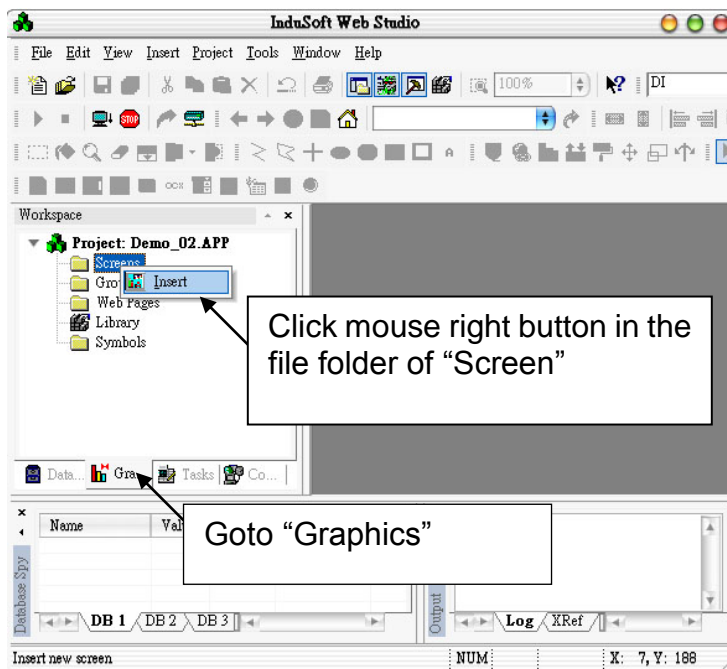 InduSoft Web Studio
File Edit View Insert Project Tools Window Help
100% DI
STOP
A
ocx
Workspace
Project: Demo_02.APP
Screens
Insert
Web Pages
Library
Symbols
Click mouse right button in the
file folder of “Screen”
Data... Gra Tasks Co...
Goto “Graphics”
Name Val
Database Spy
Output
DB 1 DB 2 DB 3
Log XRef
Insert new screen NUM X: 7, Y: 188